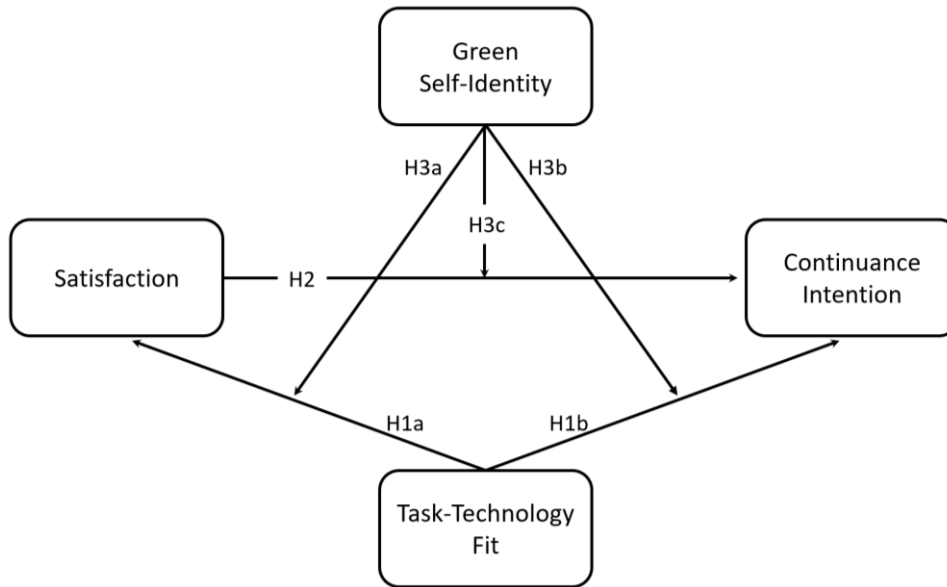 Green
Self-Identity
H3a
H3b
H3c
Satisfaction
H2
Continuance
Intention
H1a
H1b
Task-Technology
Fit